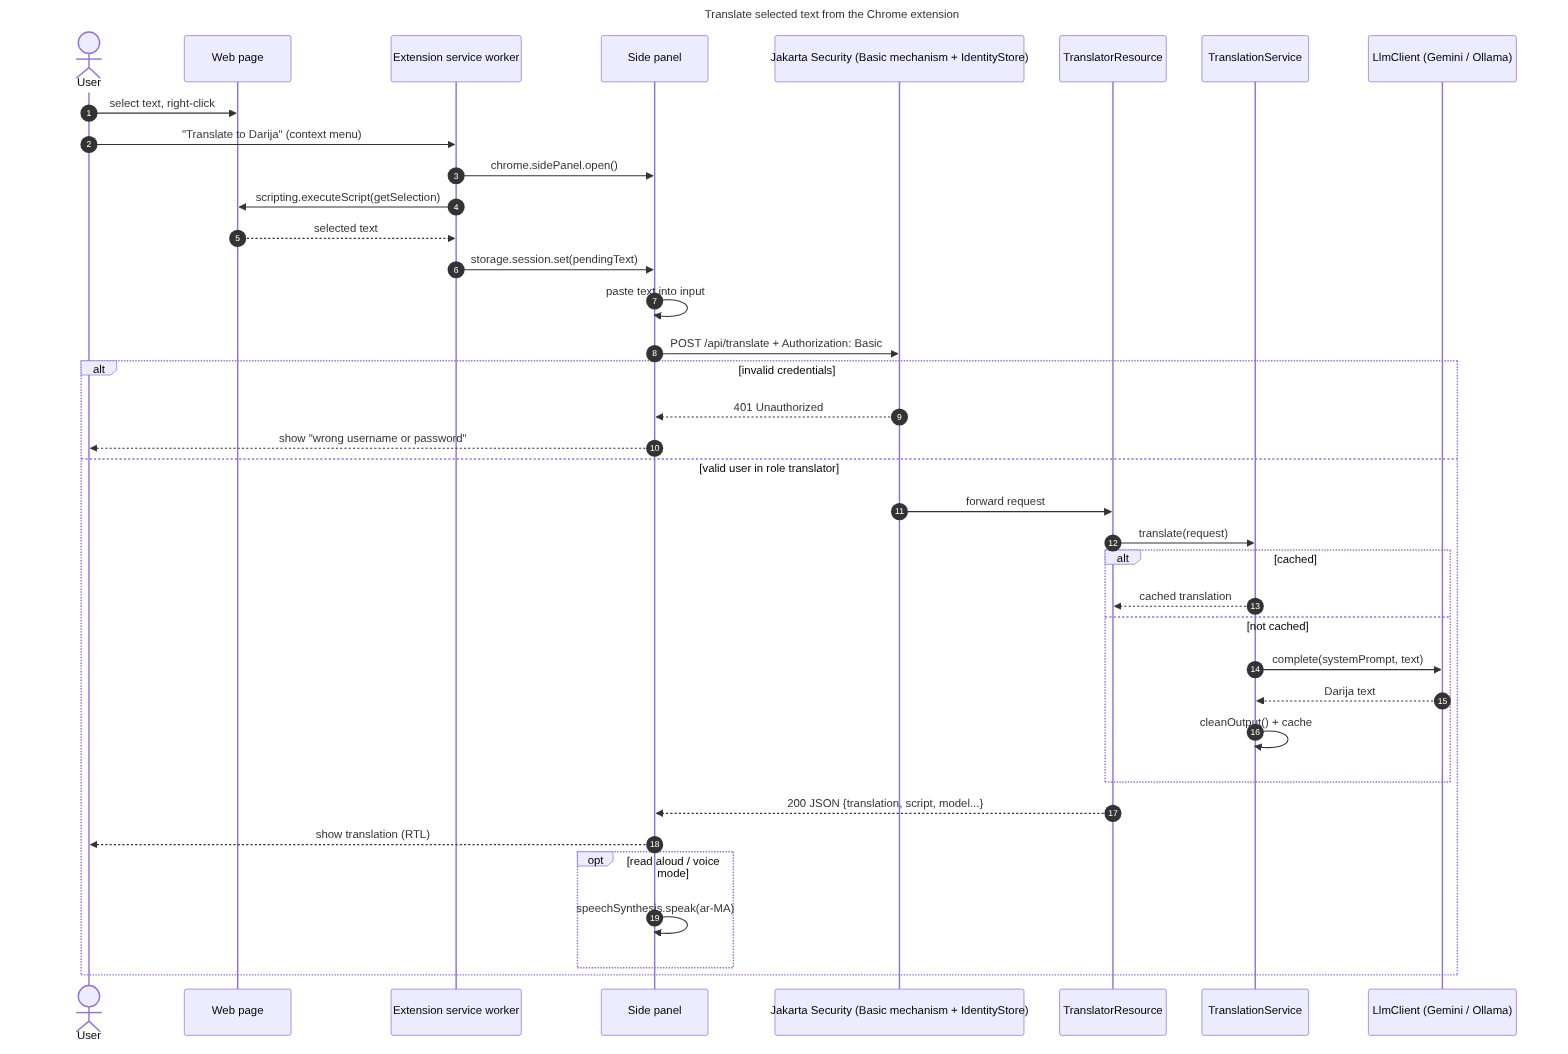 Translate selected text from the Chrome extension
User
Web page
Extension service worker
Side panel
Jakarta Security (Basic mechanism + IdentityStore)
TranslatorResource
TranslationService
LlmClient (Gemini / Ollama)
1
select text, right-click
2
"Translate to Darija" (context menu)
3
chrome.sidePanel.open()
4
scripting.executeScript(getSelection)
5
selected text
6
storage.session.set(pendingText)
7
paste text into input
8
POST /api/translate + Authorization: Basic
alt
[invalid credentials]
9
401 Unauthorized
10
show "wrong username or password"
[valid user in role translator]
11
forward request
12
translate(request)
alt
[cached]
13
cached translation
[not cached]
14
complete(systemPrompt, text)
15
Darija text
16
cleanOutput() + cache
17
200 JSON {translation, script, model...}
18
show translation (RTL)
opt
[read aloud / voice
mode]
19
speechSynthesis.speak(ar-MA)
User
Web page
Extension service worker
Side panel
Jakarta Security (Basic mechanism + IdentityStore)
TranslatorResource
TranslationService
LlmClient (Gemini / Ollama)